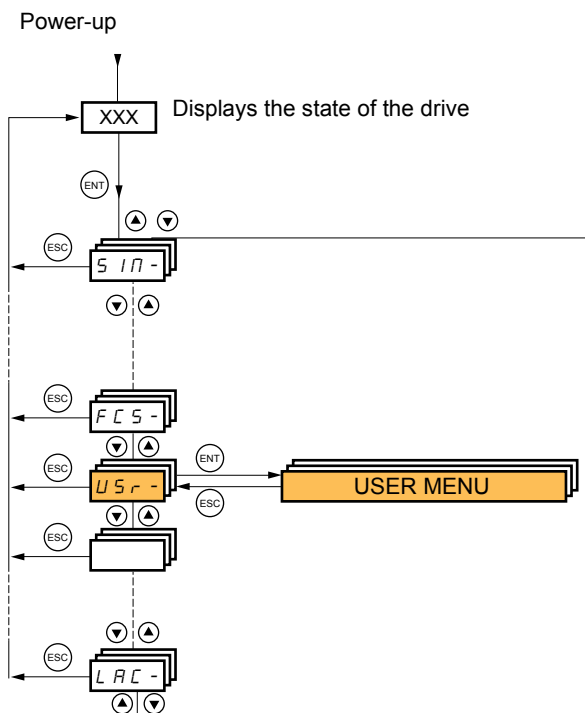 Power-up
XXX Displays the state of the drive
ENT
ESC
SIM-
ESC
FCS-
ESC
ENT
USr- USER MENU
ESC
ESC
ESC
LAC-